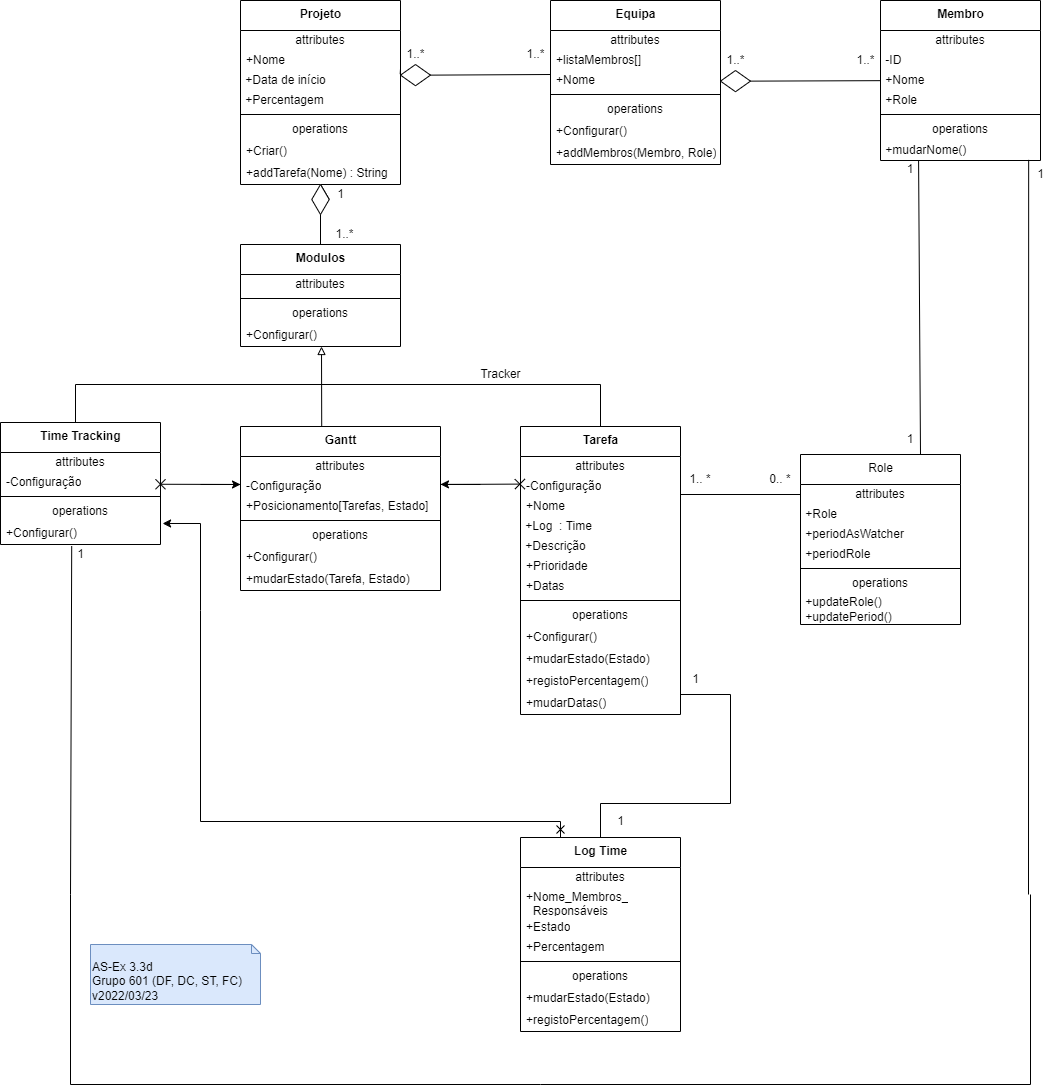 Projeto
attributes
+Nome
+Data de início
+Percentagem
operations
+Criar()
+addTarefa(Nome) : String
1..*
1..*
Equipa
attributes
+listaMembros[]
+Nome
operations
+Configurar()
+addMembros(Membro, Role)
1..*
1..*
Membro
attributes
-ID
+Nome
+Role
operations
+mudarNome()
1
1
1
1..*
Modulos
attributes
operations
+Configurar()
Tracker
Time Tracking
attributes
-Configuração
operations
+Configurar()
1
Gantt
attributes
-Configuração
+Posicionamento[Tarefas, Estado]
operations
+Configurar()
+mudarEstado(Tarefa, Estado)
Tarefa
attributes
-Configuração
+Nome
+Log : Time
+Descrição
+Prioridade
+Datas
operations
+Configurar()
+mudarEstado(Estado)
+registoPercentagem()
+mudarDatas()
1.. *
0.. *
1
Role
attributes
+Role
+periodAsWatcher
+periodRole
operations
+updateRole()
+updatePeriod()
1
1
Log Time
attributes
+Nome_Membros_
Responsáveis
+Estado
+Percentagem
operations
+mudarEstado(Estado)
+registoPercentagem()
AS-Ex 3.3d
Grupo 601 (DF, DC, ST, FC)
v2022/03/23